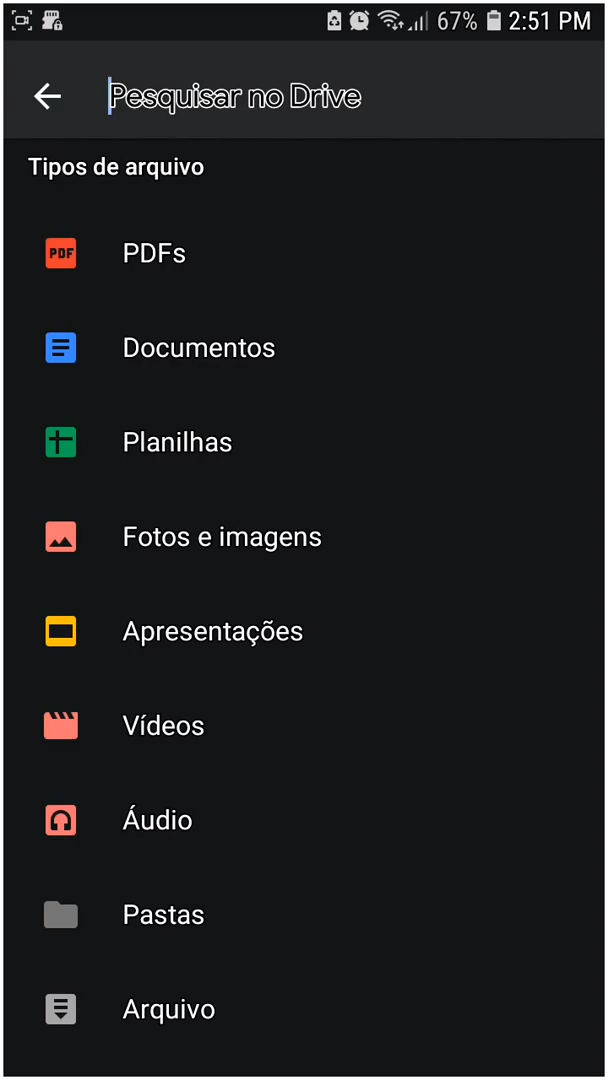 67% 2:51 PM
Pesquisar no Drive
Tipos de arquivo
PDF PDFs
Documentos
Planilhas
Fotos e imagens
Apresentações
Vídeos
Áudio
Pastas
Arquivo